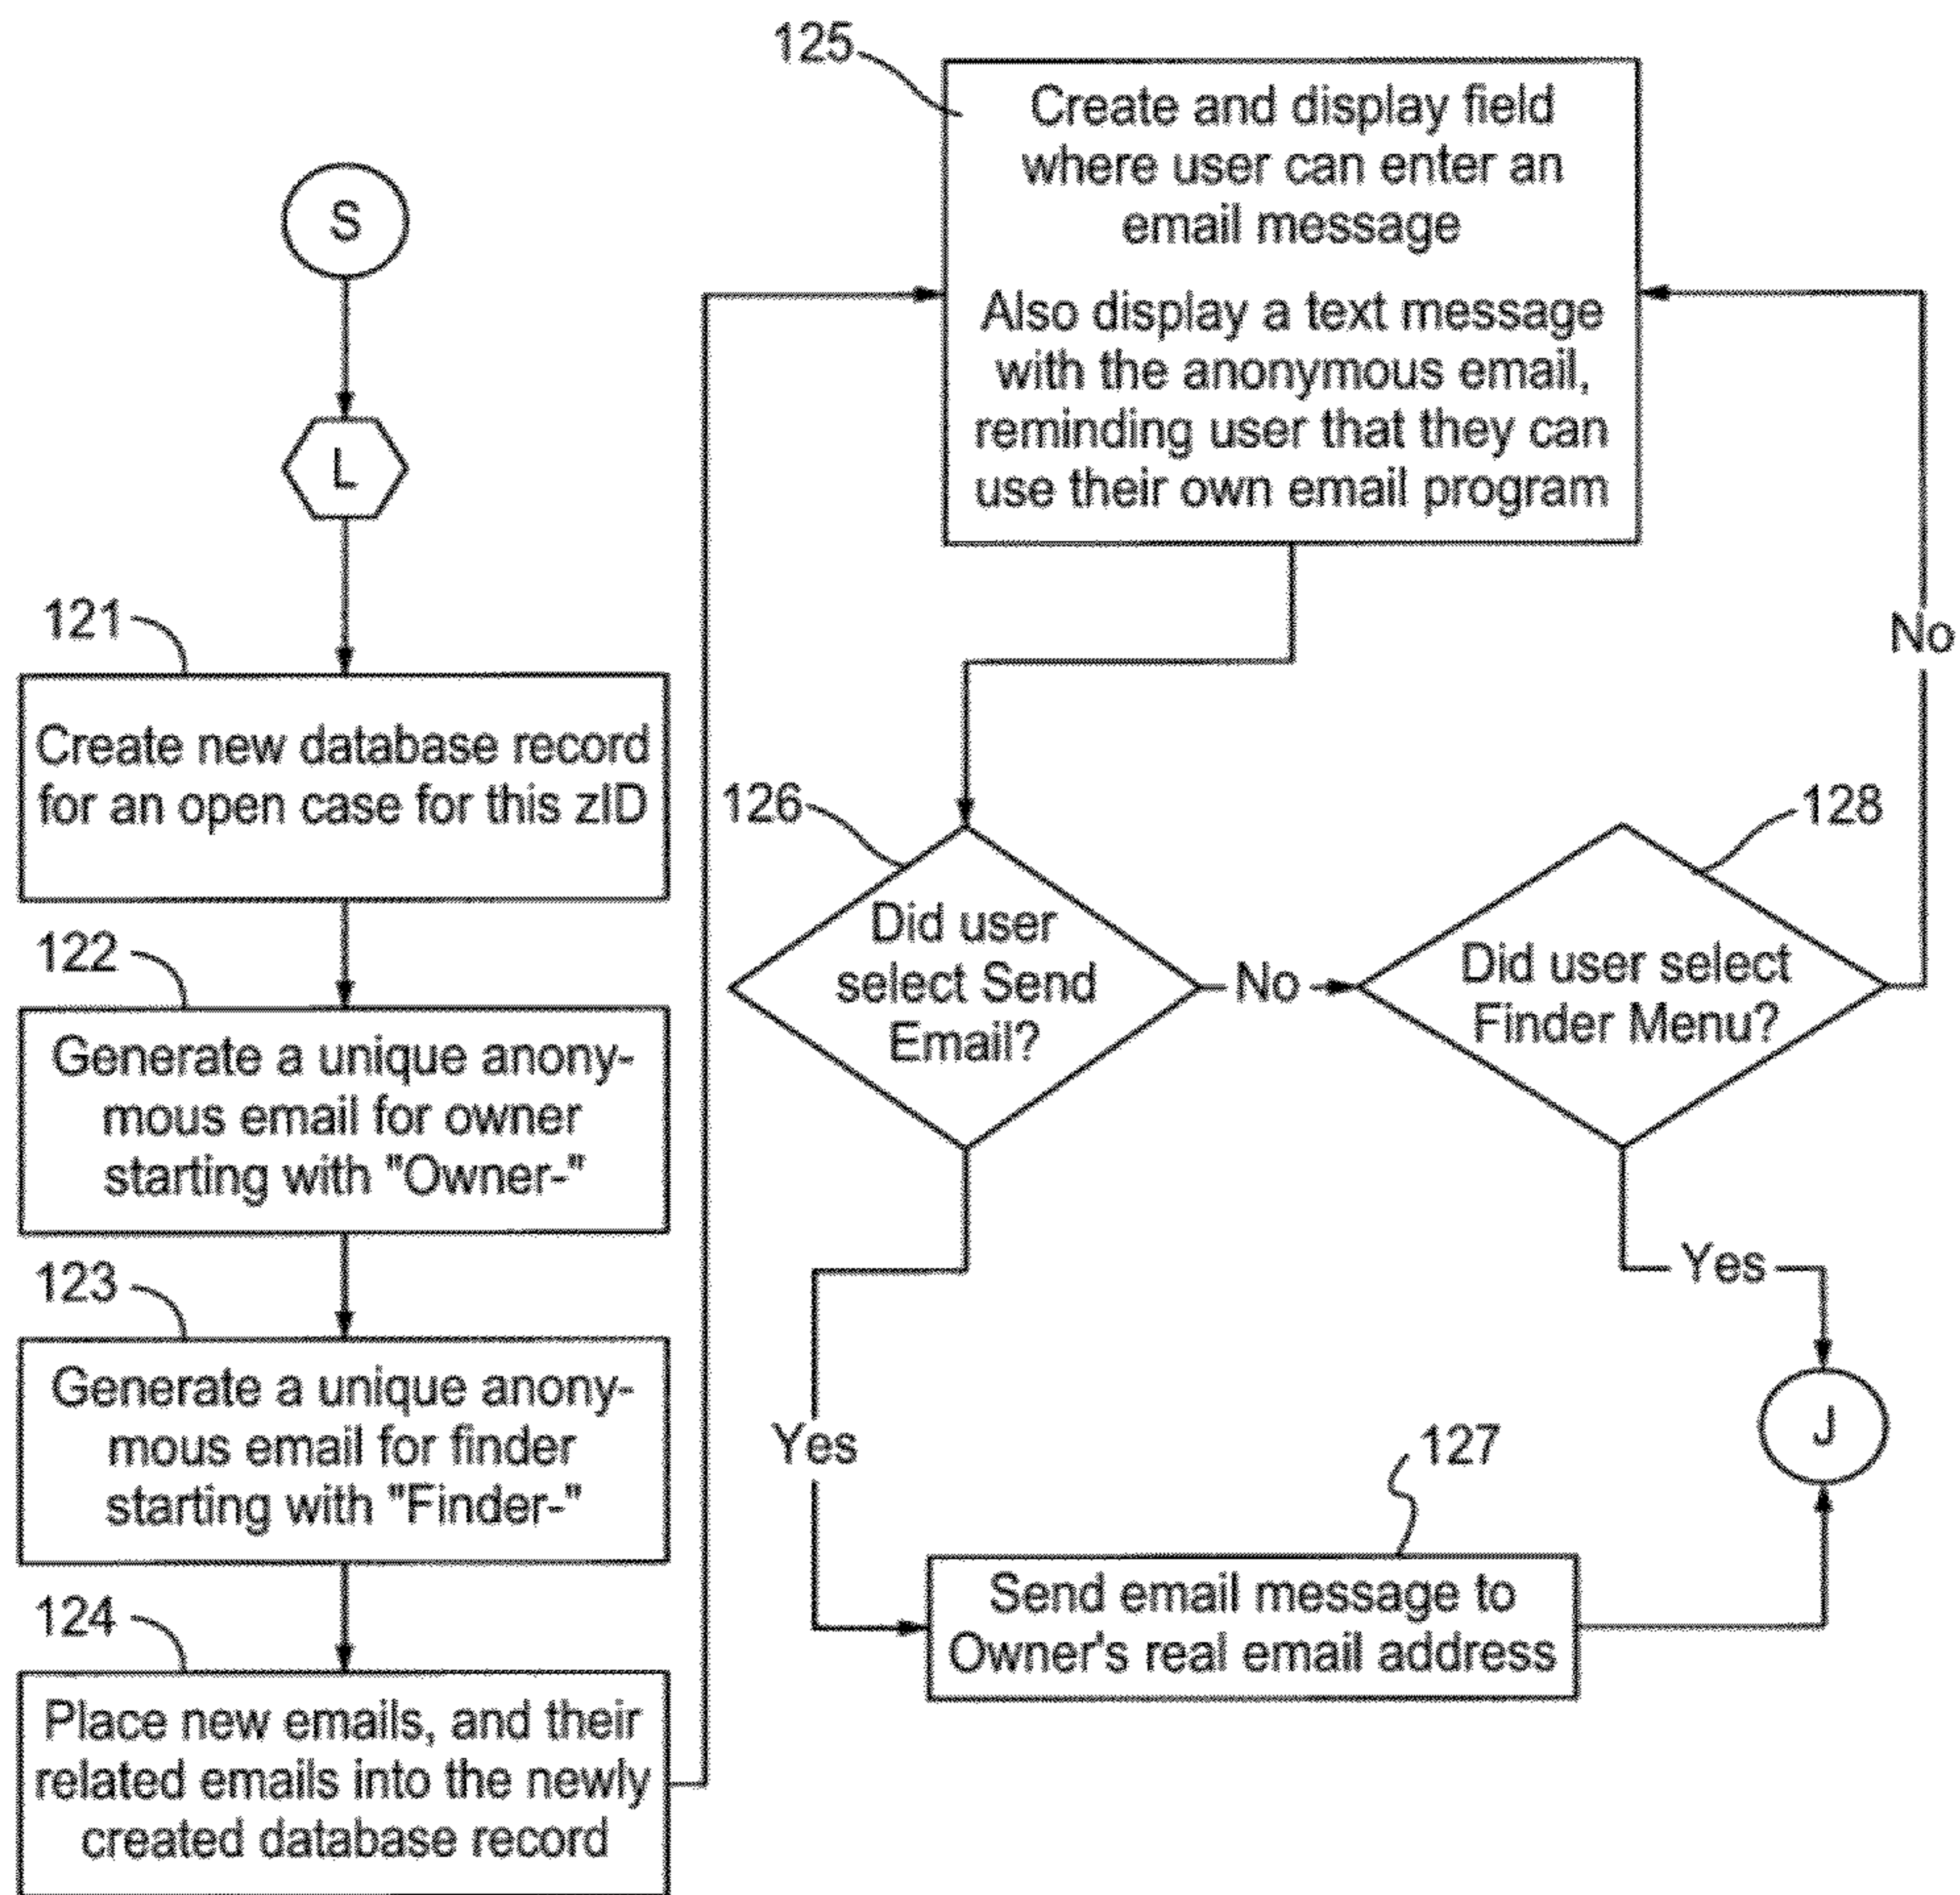 S
L
121
Create new database record
for an open case for this zID
122
Generate a unique anony-
mous email for owner
starting with "Owner-"
123
Generate a unique anony-
mous email for finder
starting with "Finder-"
124
Place new emails, and their
related emails into the newly
created database record
125
Create and display field
where user can enter an
email message
Also display a text message
with the anonymous email,
reminding user that they can
use their own email program
126
Did user
select Send
Email?
No
128
Did user select
Finder Menu?
No
Yes
Yes
J
127
Send email message to
Owner's real email address